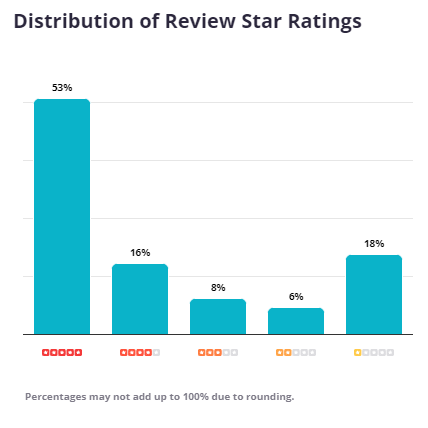 Distribution of Review Star Ratings
53%
16%
8%
6%
18%
Percentages may not add up to 100% due to rounding.